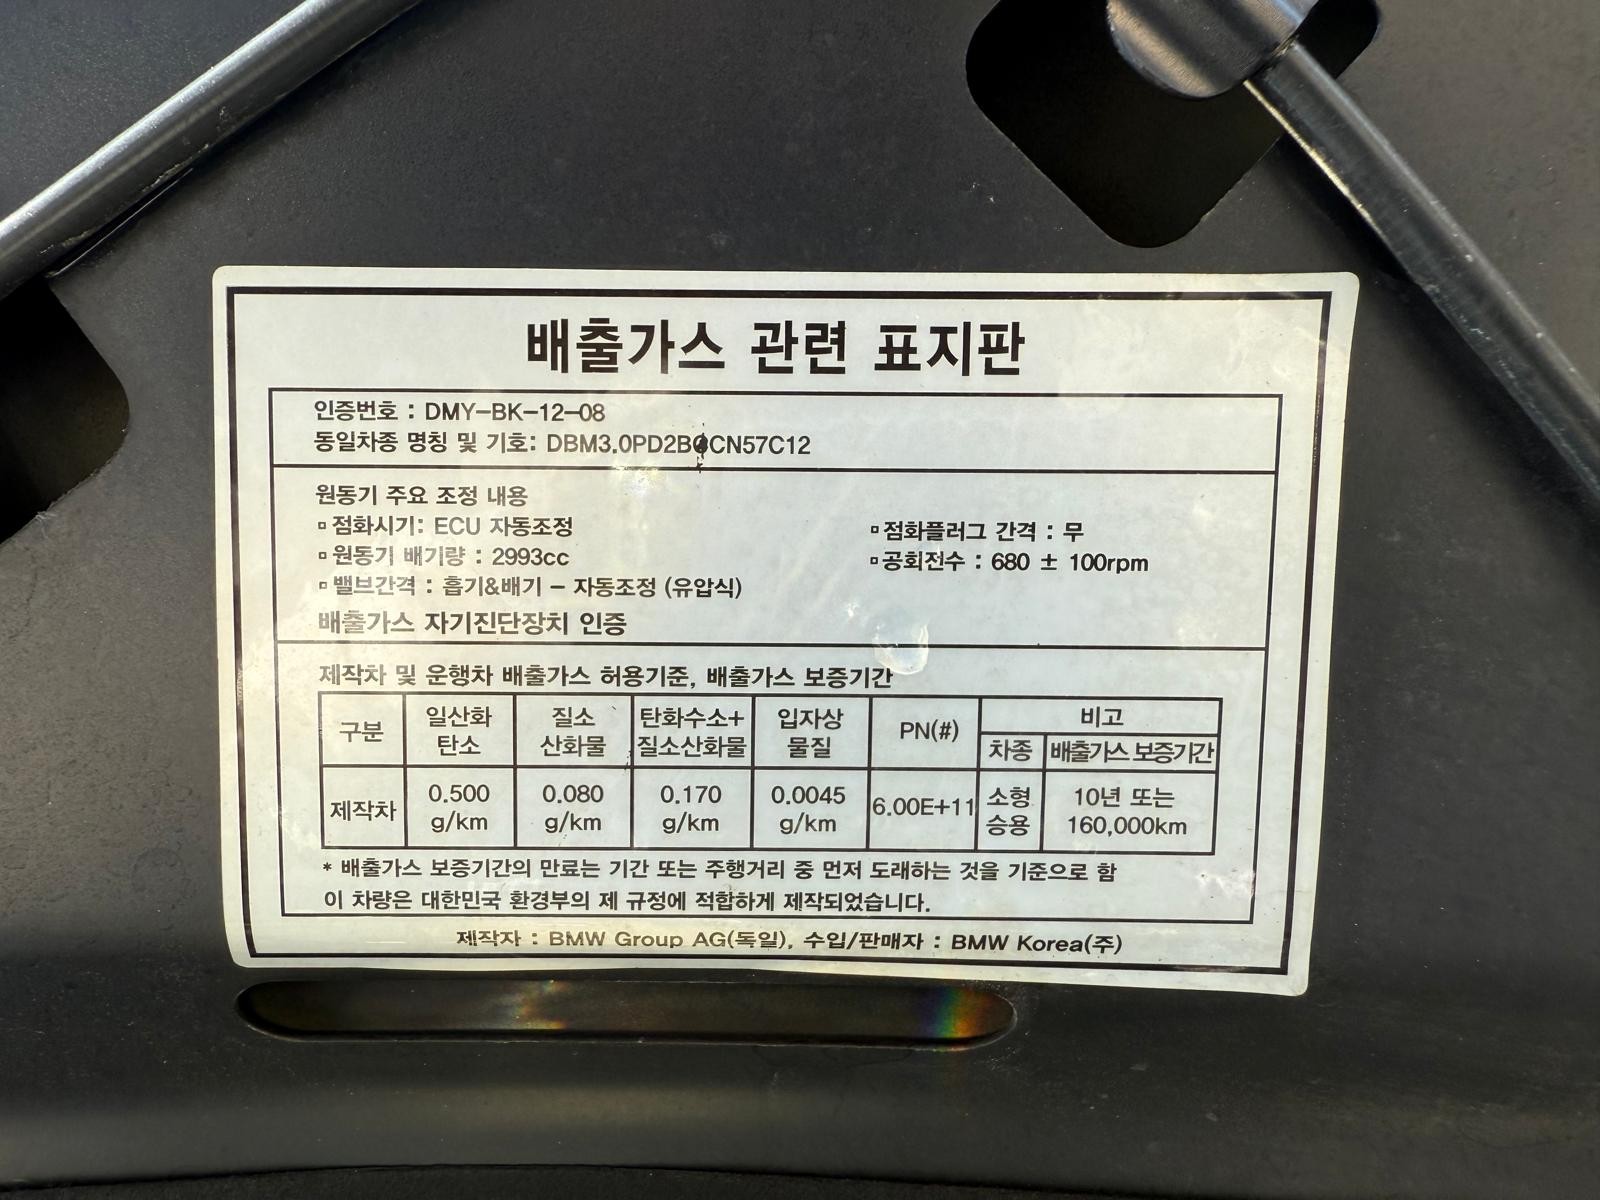 배출가스 관련 표지판
인증번호 : DMY-BK-12-08
동일차종 명칭 및 기호:
원동기 주요 조정 내용
▫점화시기: ECU 자동조정
▫점화플러그 간격 : 무
▫원동기 배기량 : 2993cc
▫공회전수 : 680 ± 100rpm
▫밸브간격 : 흡기&배기 - 자동조정 (유압식)
배출가스 자기진단장치 인증
제작차 및 운행차 배출가스 허용기준, 배출가스 보증기간
구분 일산화 탄소 질소 산화물 탄화수소+ 질소산화물 입자상 물질 PN(#) 비고
차종 배출가스 보증기간
제작차 0.500 g/km 0.080 g/km 0.170 g/km 0.0045 g/km 6.00E+11 소형 승용 10년 또는 160,000km
* 배출가스 보증기간의 만료는 기간 또는 주행거리 중 먼저 도래하는 것을 기준으로 함
이 차량은 대한민국 환경부의 제 규정에 적합하게 제작되었습니다.
제작자 : BMW Group AG(독일), 수입/판매자 : BMW Korea(주)